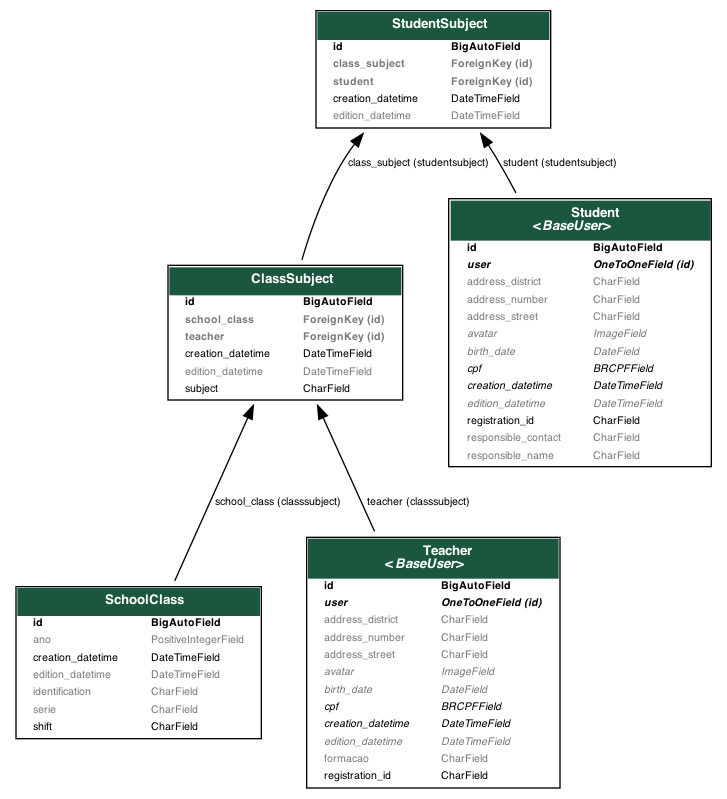 StudentSubject
id BigAutoField
class_subject ForeignKey (id)
student ForeignKey (id)
creation_datetime DateTimeField
edition_datetime DateTimeField
class_subject (studentsubject)
student (studentsubject)
Student
<BaseUser>
id BigAutoField
user OneToOneField (id)
address_district CharField
address_number CharField
address_street CharField
avatar ImageField
birth_date DateField
cpf BRCPFField
creation_datetime DateTimeField
edition_datetime DateTimeField
registration_id CharField
responsible_contact CharField
responsible_name CharField
ClassSubject
id BigAutoField
school_class ForeignKey (id)
teacher ForeignKey (id)
creation_datetime DateTimeField
edition_datetime DateTimeField
subject CharField
school_class (classsubject)
teacher (classsubject)
Teacher
<BaseUser>
id BigAutoField
user OneToOneField (id)
address_district CharField
address_number CharField
address_street CharField
avatar ImageField
birth_date DateField
cpf BRCPFField
creation_datetime DateTimeField
edition_datetime DateTimeField
formacao CharField
registration_id CharField
SchoolClass
id BigAutoField
ano PositiveIntegerField
creation_datetime DateTimeField
edition_datetime DateTimeField
identification CharField
serie CharField
shift CharField